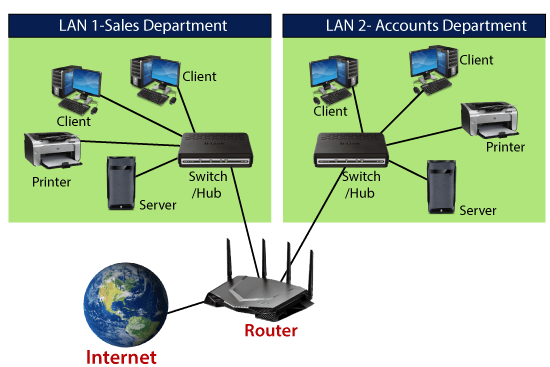 LAN 1-Sales Department
Client
Client
Printer
Server
Switch
/Hub
LAN 2- Accounts Department
Client
Client
Printer
Server
Switch
/Hub
Router
Internet